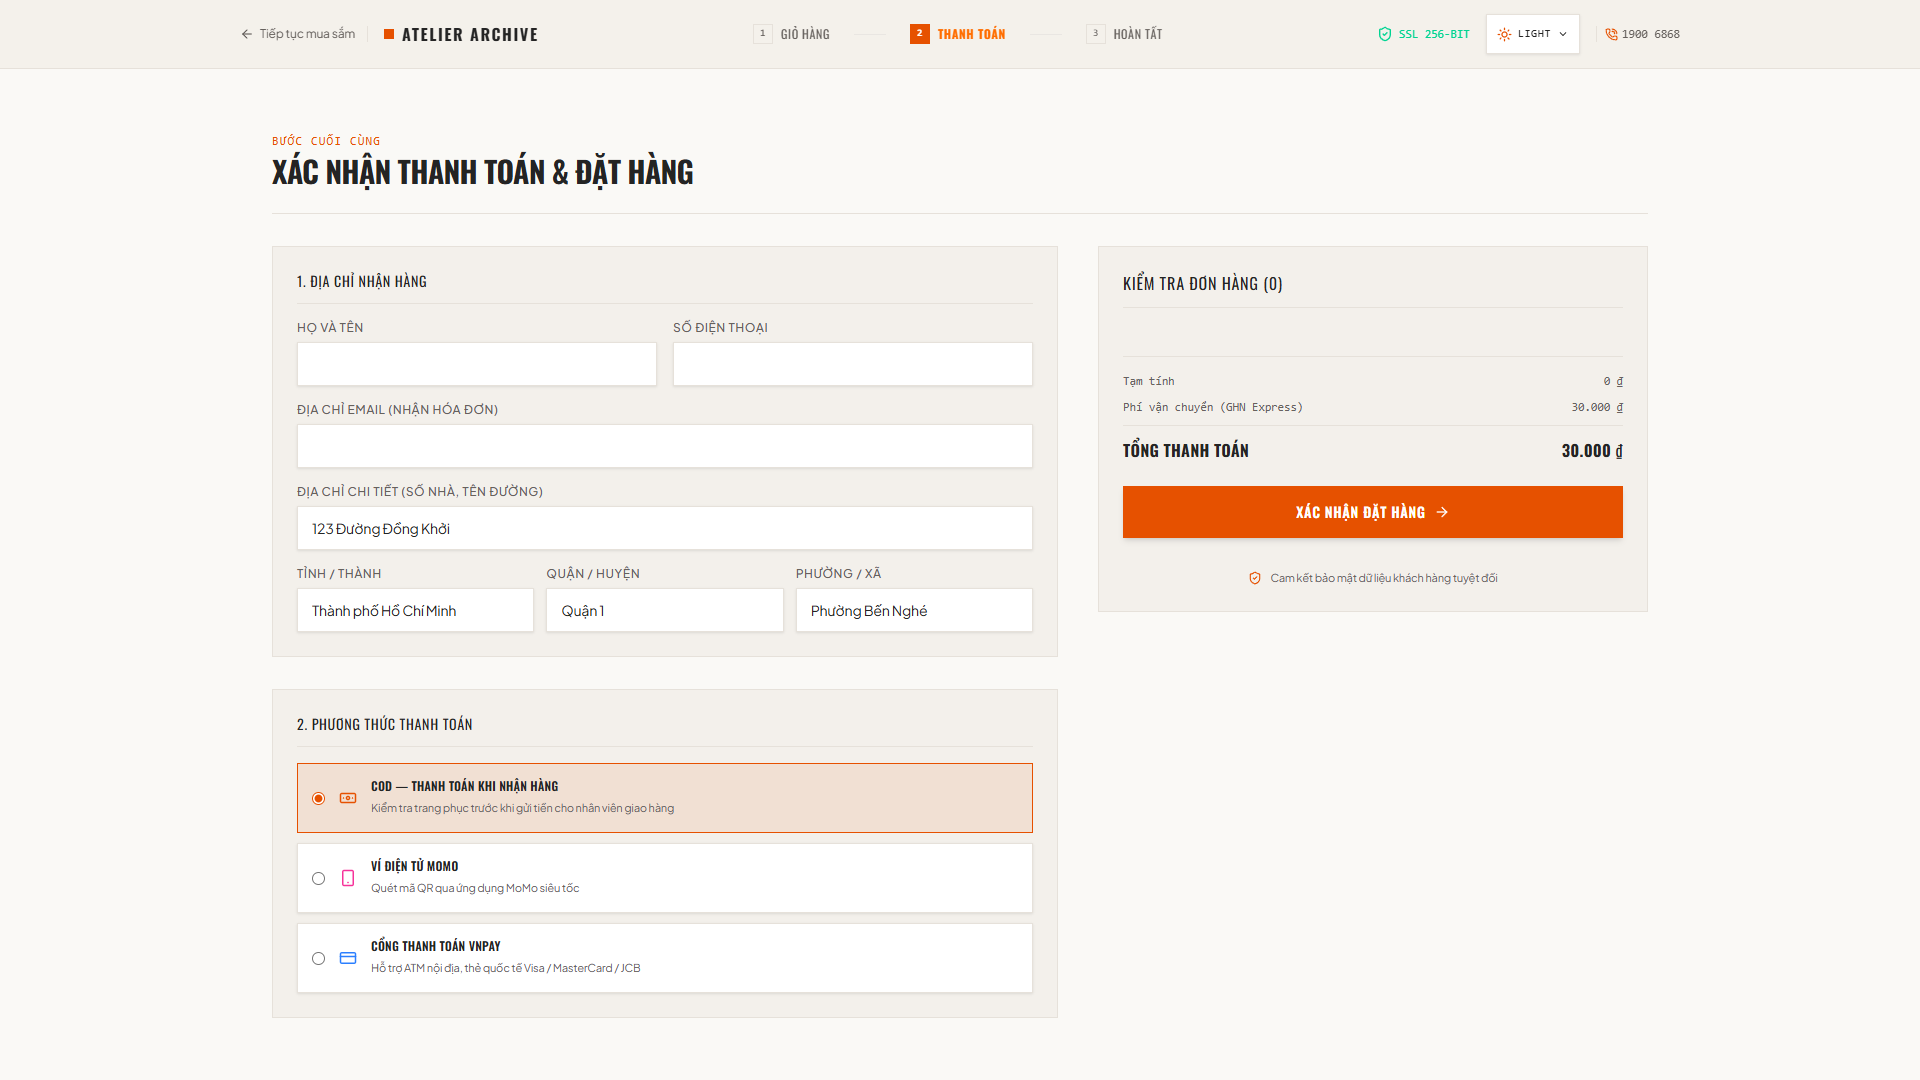 Tiếp tục mua sắm
ATELIER ARCHIVE
1 GIỎ HÀNG
2 THANH TOÁN
3 HOÀN TẤT
SSL 256-BIT
LIGHT
1900 6868
BƯỚC CUỐI CÙNG
XÁC NHẬN THANH TOÁN & ĐẶT HÀNG
1. ĐỊA CHỈ NHẬN HÀNG
HỌ VÀ TÊN
SỐ ĐIỆN THOẠI
ĐỊA CHỈ EMAIL (NHẬN HÓA ĐƠN)
ĐỊA CHỈ CHI TIẾT (SỐ NHÀ, TÊN ĐƯỜNG)
123 Đường Đồng Khởi
TỈNH / THÀNH
QUẬN / HUYỆN
PHƯỜNG / XÃ
Thành phố Hồ Chí Minh
Quận 1
Phường Bến Nghé
2. PHƯƠNG THỨC THANH TOÁN
COD — THANH TOÁN KHI NHẬN HÀNG
Kiểm tra trang phục trước khi gửi tiền cho nhân viên giao hàng
VÍ ĐIỆN TỬ MOMO
Quét mã QR qua ứng dụng MoMo siêu tốc
CỔNG THANH TOÁN VNPAY
Hỗ trợ ATM nội địa, thẻ quốc tế Visa / MasterCard / JCB
KIỂM TRA ĐƠN HÀNG (0)
Tạm tính 0 ₫
Phí vận chuyển (GHN Express) 30.000 ₫
TỔNG THANH TOÁN 30.000 ₫
XÁC NHẬN ĐẶT HÀNG
Cam kết bảo mật dữ liệu khách hàng tuyệt đối